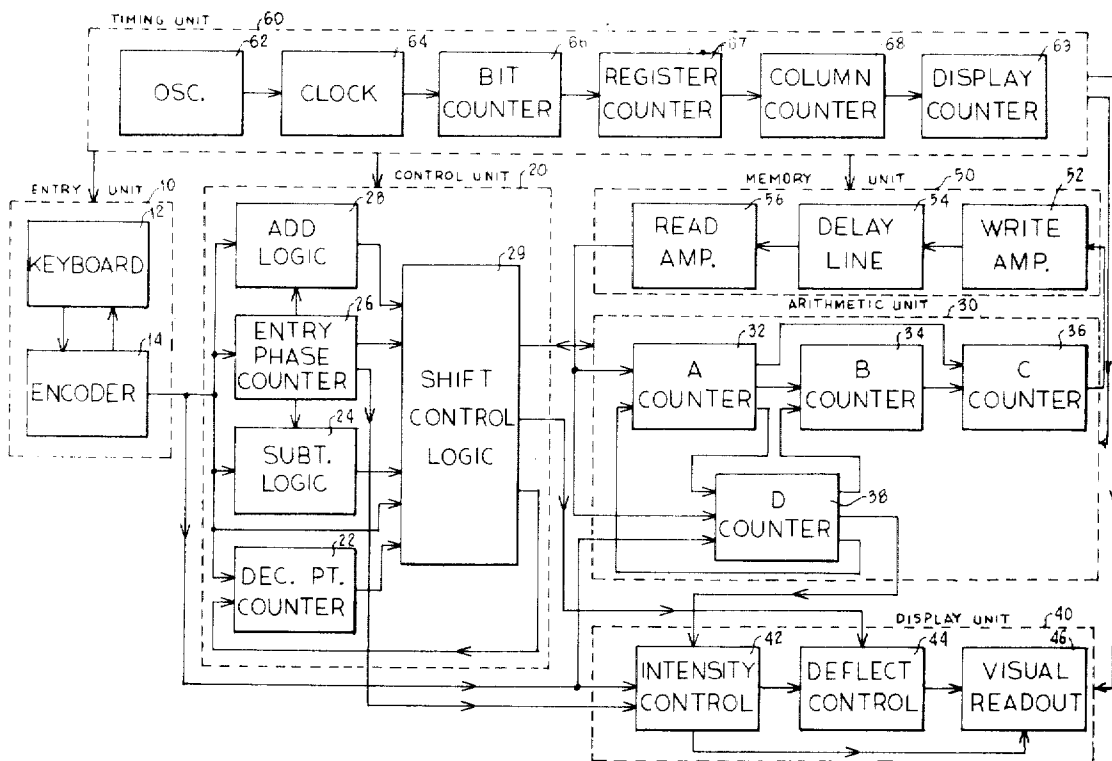 TIMING UNIT 60
62
OSC.
64
CLOCK
66
BIT
COUNTER
67
REGISTER
COUNTER
68
COLUMN
COUNTER
69
DISPLAY
COUNTER
ENTRY UNIT 10
12
KEYBOARD
14
ENCODER
CONTROL UNIT 20
28
ADD
LOGIC
26
ENTRY
PHASE
COUNTER
24
SUBT.
LOGIC
22
DEC. PT.
COUNTER
29
SHIFT
CONTROL
LOGIC
MEMORY UNIT 50
56
READ
AMP.
54
DELAY
LINE
52
WRITE
AMP.
ARITHMETIC UNIT
30
32
A
COUNTER
34
B
COUNTER
36
C
COUNTER
38
D
COUNTER
DISPLAY UNIT 40
42
INTENSITY
CONTROL
44
DEFLECT
CONTROL
46
VISUAL
READOUT